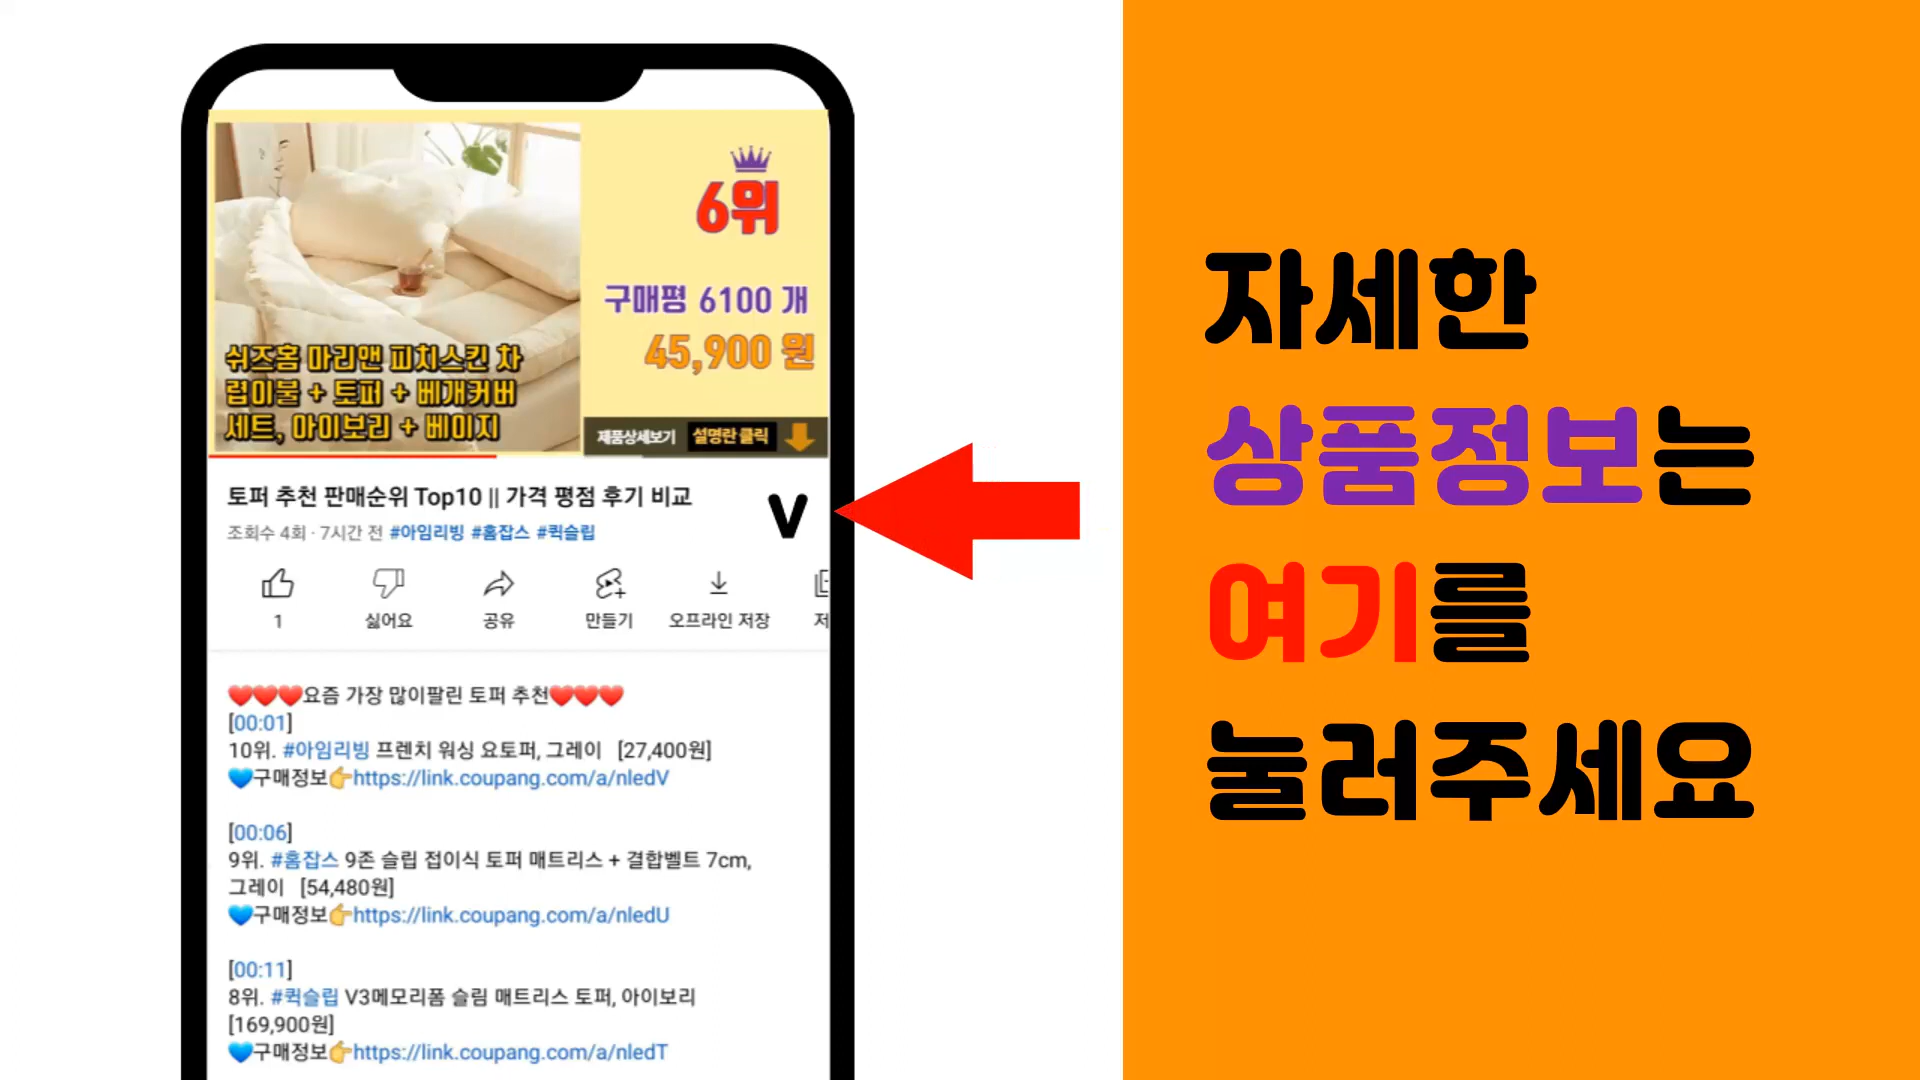 6위
구매평 6100 개
45,900 원
쉬즈홈 마리앤 피치스킨 차
렵이불 + 토퍼 + 베개커버
세트, 아이보리 + 베이지
제품상세보기 설명란 클릭
토퍼 추천 판매순위 Top10 || 가격 평점 후기 비교
V
조회수 4회 · 7시간 전 #아임리빙 #홈잡스 #퀵슬립
1 싫어요 공유 만들기 오프라인 저장 저
❤️❤️❤️요즘 가장 많이팔린 토퍼 추천❤️❤️❤️
[00:01]
10위. #아임리빙 프렌치 워싱 요토퍼, 그레이 [27,400원]
💙구매정보👉https://link.coupang.com/a/nledV
[00:06]
9위. #홈잡스 9존 슬립 접이식 토퍼 매트리스 + 결합벨트 7cm,
그레이 [54,480원]
💙구매정보👉https://link.coupang.com/a/nledU
[00:11]
8위. #퀵슬립 V3메모리폼 슬림 매트리스 토퍼, 아이보리
[169,900원]
💙구매정보👉https://link.coupang.com/a/nledT
자세한
상품정보는
여기를
눌러주세요